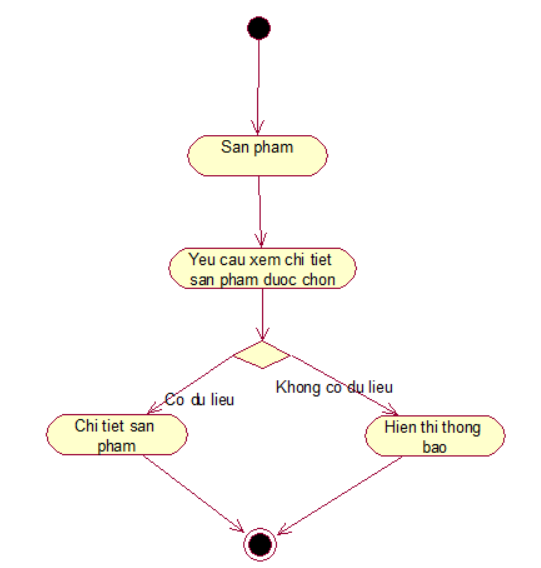 San pham
Yeu cau xem chi tiet
san pham duoc chon
Co du lieu
Khong co du lieu
Chi tiet san
pham
Hien thi thong
bao